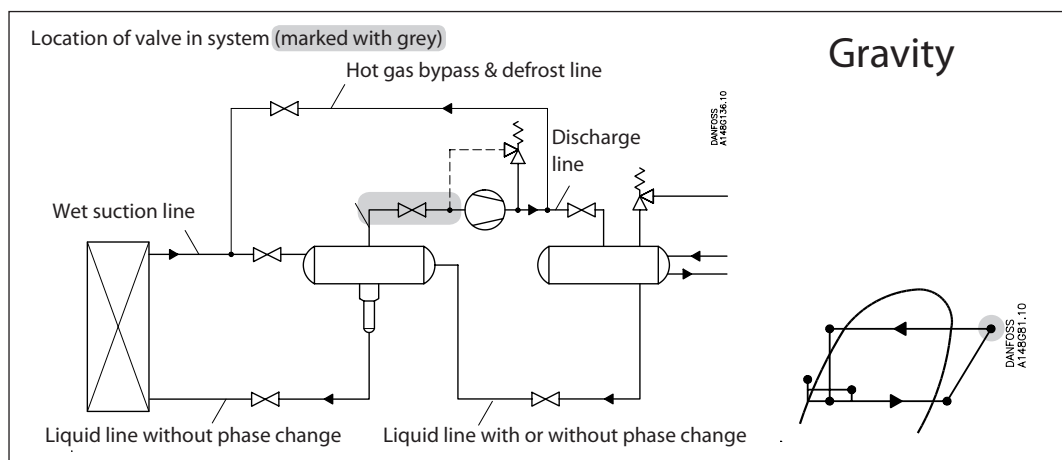 Location of valve in system (marked with grey)
Gravity
Hot gas bypass & defrost line
DANFOSS
A148G136.10
Discharge
line
Wet suction line
DANFOSS
A148G81.10
Liquid line without phase change
Liquid line with or without phase change